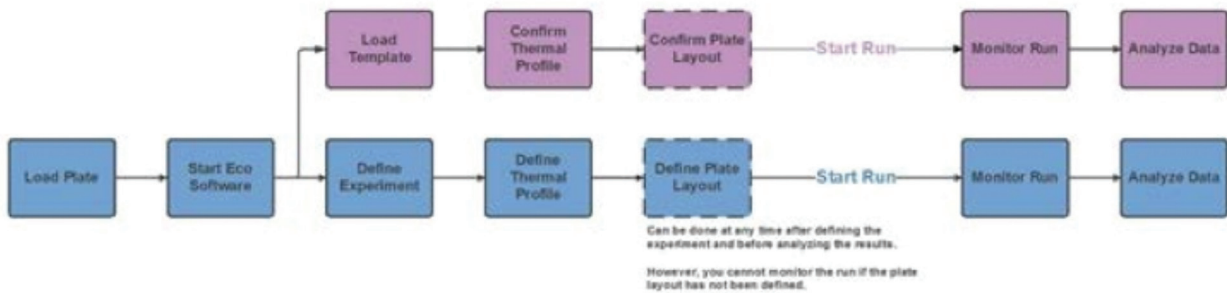 Load
Template
Confirm
Thermal
Profile
Confirm Plate
Layout
Start Run
Monitor Run
Analyze Data
Load Plate
Start Eco
Software
Define
Experiment
Define
Thermal
Profile
Define Plate
Layout
Start Run
Monitor Run
Analyze Data
Can be done at any time after defining the
experiment and before analyzing the results.
However, you cannot monitor the run if the plate
layout has not been defined.